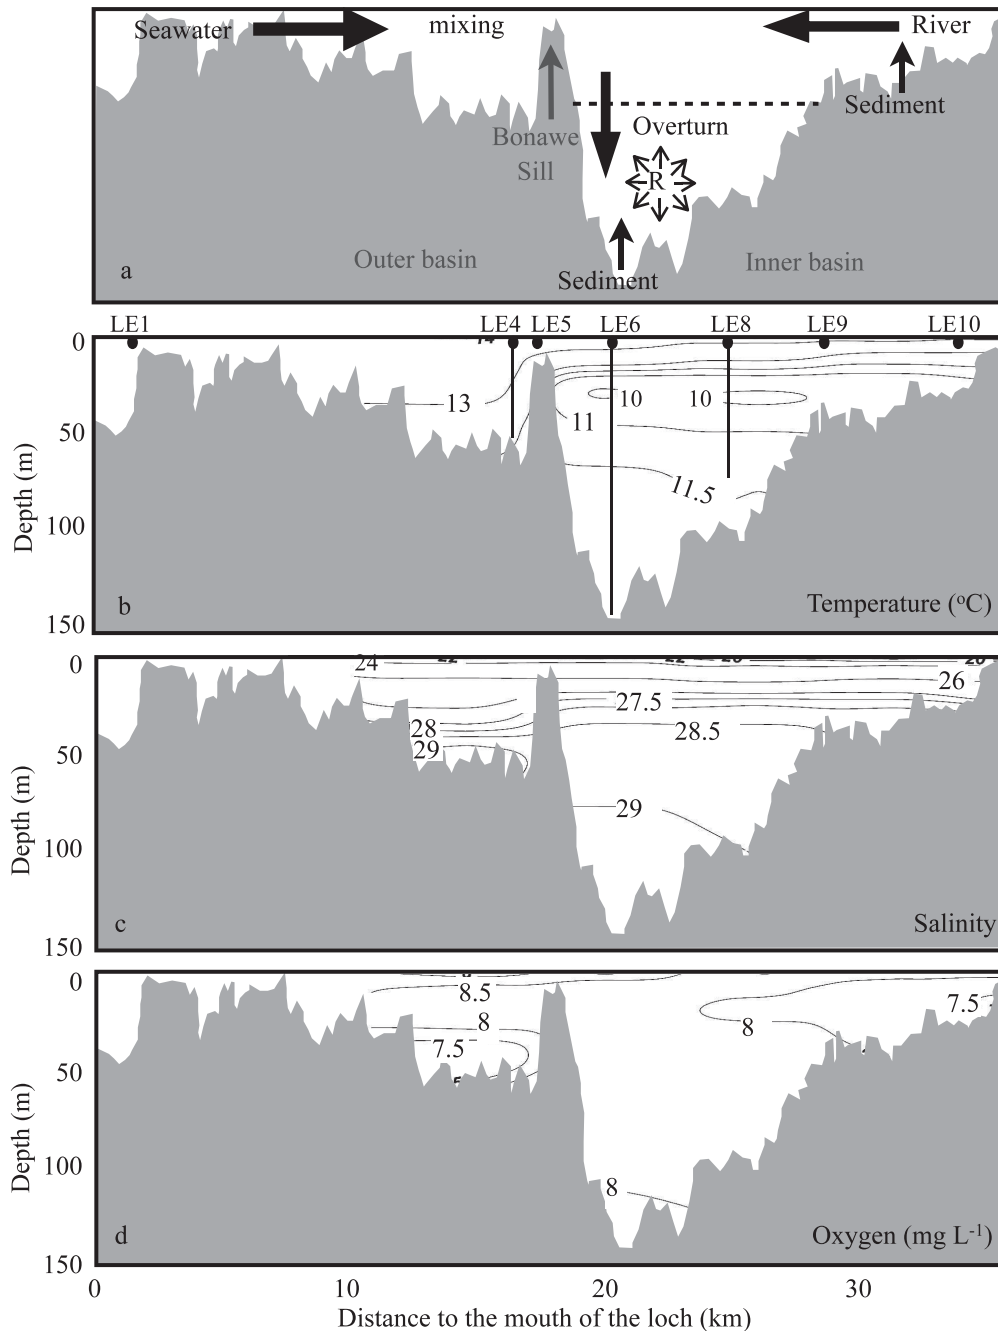 Seawater mixing River
Sediment
Bonawe
Sill
Overturn
R
Outer basin
Inner basin
Sediment
a
LE1 LE4 LE5 LE6 LE8 LE9 LE10
0
13 10 10
11
50
11.5
100
150
Depth (m)
b
Temperature (ºC)
0
24
26
27.5
28
28.5
29
50
29
100
150
Depth (m)
c
Salinity
0
8.5
7.5
8
8
7.5
50
100
8
150
Depth (m)
d
Oxygen (mg L-1)
0 10 20 30
Distance to the mouth of the loch (km)